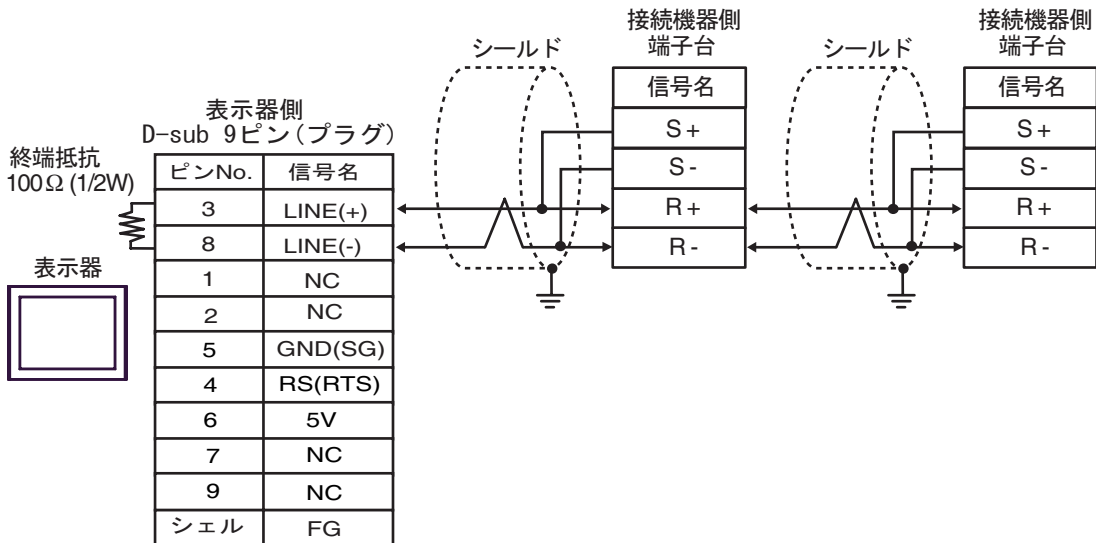 終端抵抗
100Ω (1/2W)
表示器
表示器側
D-sub 9ピン(プラグ)
ピンNo. 信号名
3 LINE(+)
8 LINE(-)
1 NC
2 NC
5 GND(SG)
4 RS(RTS)
6 5V
7 NC
9 NC
シェル FG
シールド
接続機器側
端子台
信号名
S+
S-
R+
R-
シールド
接続機器側
端子台
信号名
S+
S-
R+
R-